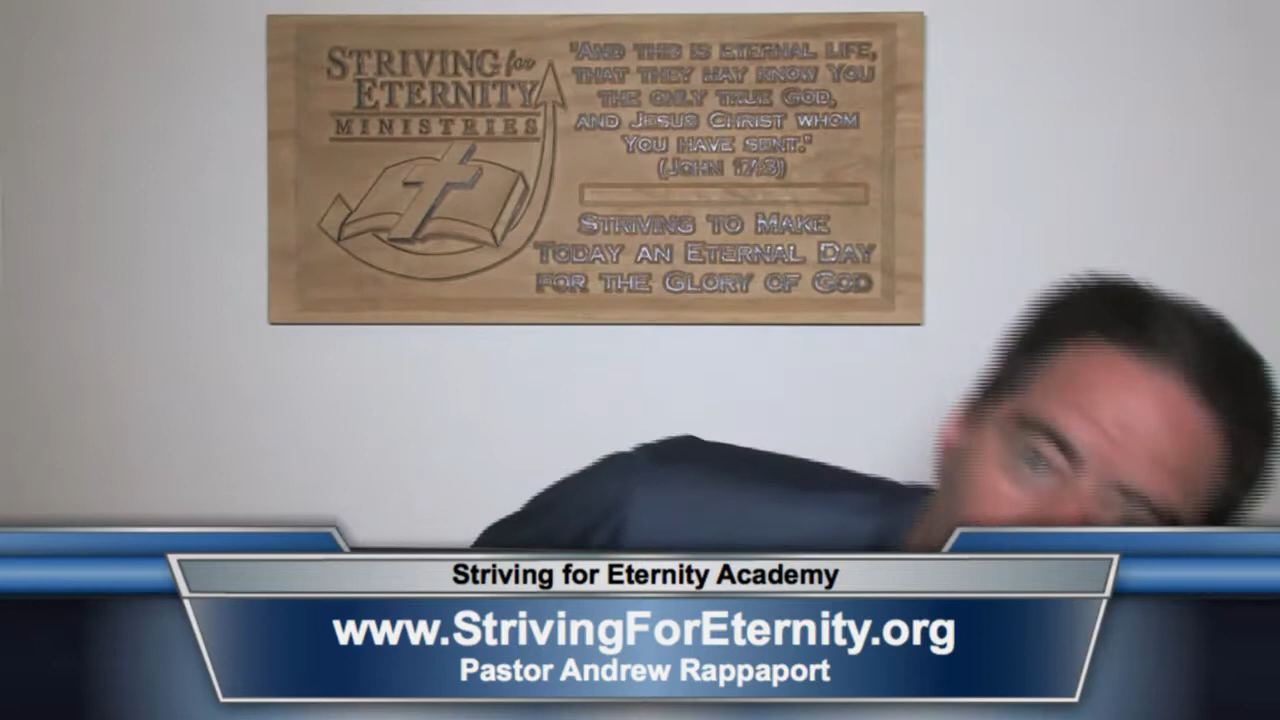 STRIVING for
ETERNITY
MINISTRIES
"AND THIS IS ETERNAL LIFE,
THAT THEY MAY KNOW YOU
THE ONLY TRUE GOD,
AND JESUS CHRIST WHOM
YOU HAVE SENT."
(JOHN 17:3)
STRIVING TO MAKE
TODAY AN ETERNAL DAY
FOR THE GLORY OF GOD
Striving for Eternity Academy
www.StrivingForEternity.org
Pastor Andrew Rappaport